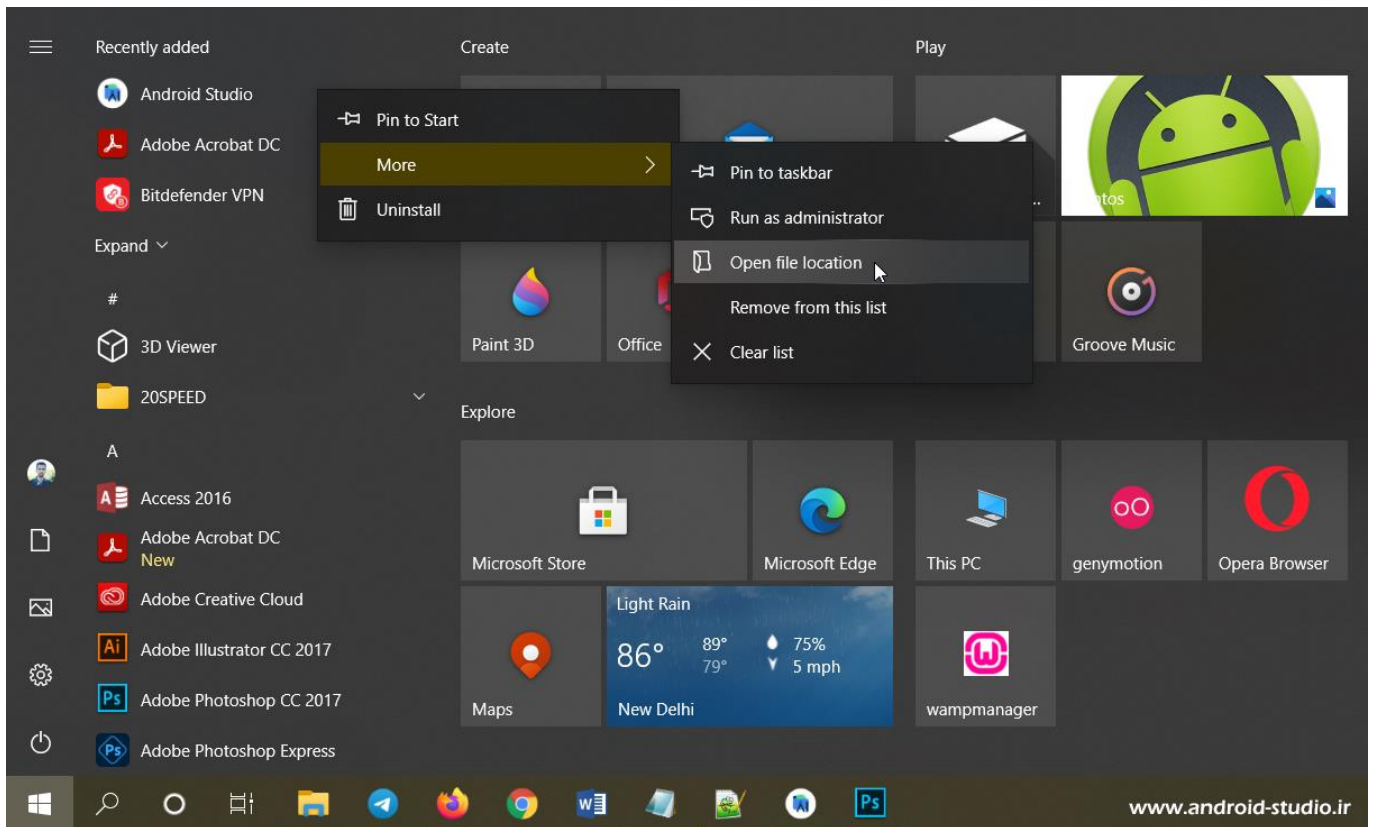 Recently added
Android Studio
Adobe Acrobat DC
Bitdefender VPN
Expand
#
3D Viewer
20SPEED
A
Access 2016
Adobe Acrobat DC
New
Adobe Creative Cloud
Adobe Illustrator CC 2017
Adobe Photoshop CC 2017
Adobe Photoshop Express
Pin to Start
More
Uninstall
Pin to taskbar
Run as administrator
Open file location
Remove from this list
Clear list
Create
Paint 3D
Office
Play
Groove Music
Explore
Microsoft Store
Microsoft Edge
This PC
genymotion
Opera Browser
Maps
Light Rain
86° 89° 75%
79° 5 mph
New Delhi
wampmanager
www.android-studio.ir